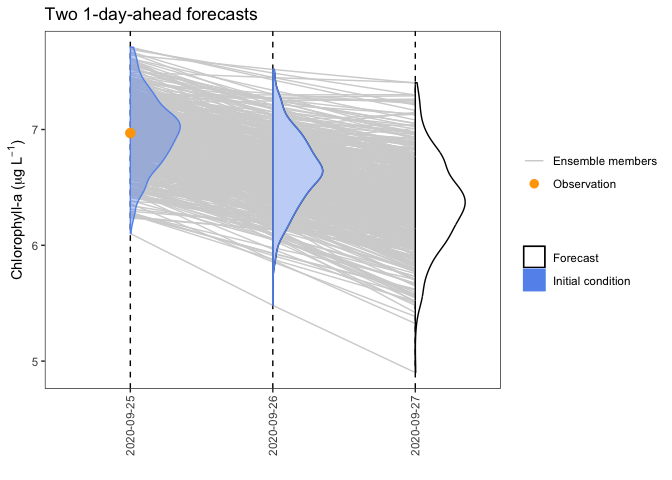 Two 1-day-ahead forecasts
Chlorophyll-a (μg L⁻¹)
7
6
5
2020-09-25
2020-09-26
2020-09-27
Ensemble members
Observation
Forecast
Initial condition